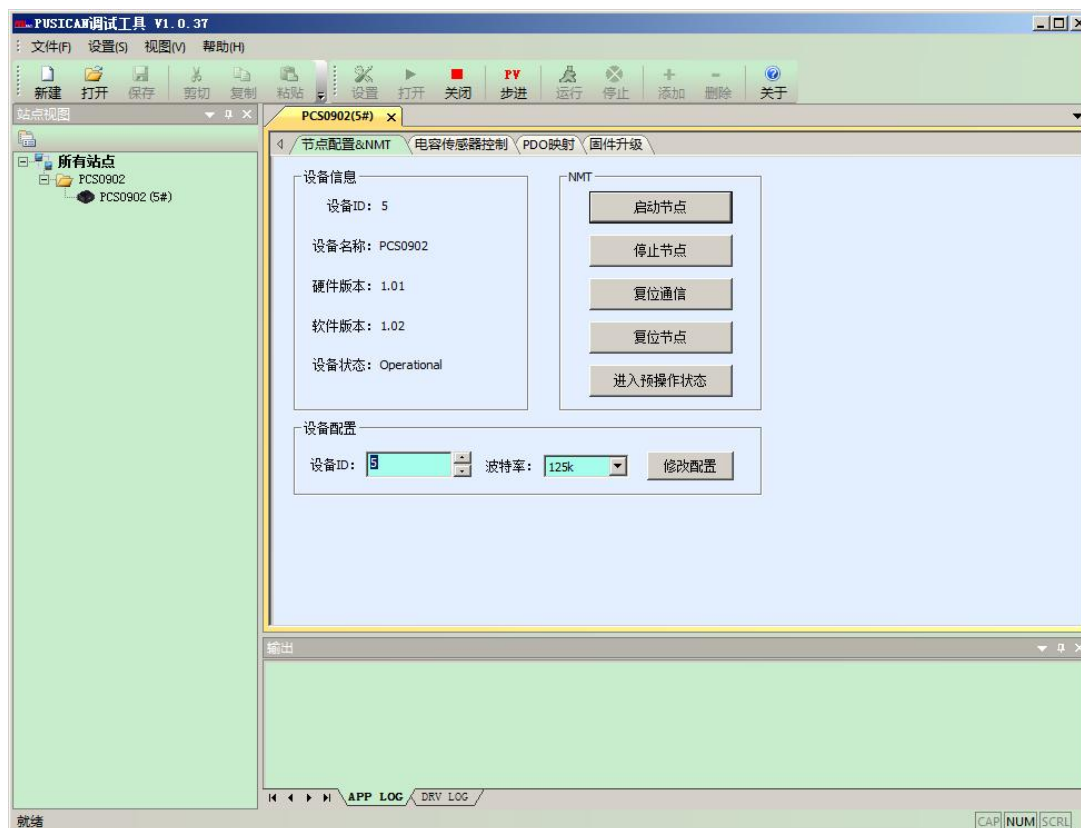 PUSICAN调试工具 V1.0.37
文件(F) 设置(S) 视图(V) 帮助(H)
新建 打开 保存 剪切 复制 粘贴 设置 打开 关闭 PV 步进 运行 停止 添加 删除 关于
站点视图
PCS0902(5#)
节点配置&NMT 电容传感器控制 PDO映射 固件升级
所有站点
PCS0902
PCS0902 (5#)
设备信息
设备ID: 5
设备名称: PCS0902
硬件版本: 1.01
软件版本: 1.02
设备状态: Operational
NMT
启动节点
停止节点
复位通信
复位节点
进入预操作状态
设备配置
设备ID: 5 波特率: 125k 修改配置
输出
APP LOG DRV LOG
就绪 CAP NUM SCRL